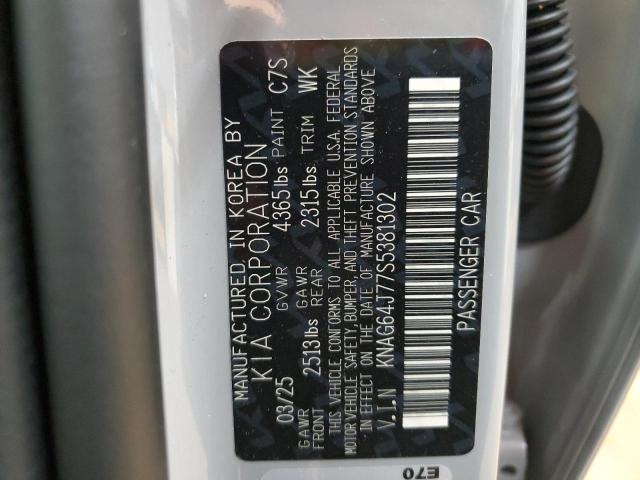 MANUFACTURED IN KOREA BY
KIA CORPORATION
03/25 GVWR 4365lbs PAINT C7S
GAWR FRONT 2513lbs GAWR REAR 2315lbs TRIM WK
THIS VEHICLE CONFORMS TO ALL APPLICABLE U.S.A. FEDERAL
MOTOR VEHICLE SAFETY, BUMPER, AND THEFT PREVENTION STANDARDS
IN EFFECT ON THE DATE OF MANUFACTURE SHOWN ABOVE
V.I.N KNAG64J77S5381302
PASSENGER CAR
E70